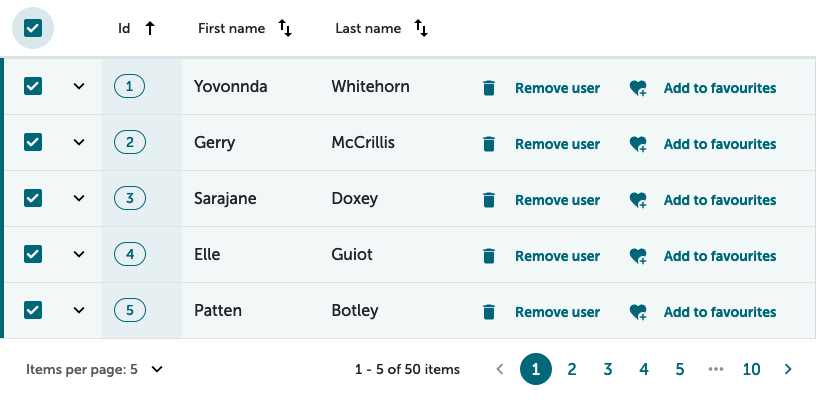 Id First name Last name
1 Yovonnda Whitehorn Remove user Add to favourites
2 Gerry McCrillis Remove user Add to favourites
3 Sarajane Doxey Remove user Add to favourites
4 Elle Guiot Remove user Add to favourites
5 Patten Botley Remove user Add to favourites
Items per page: 5 1 - 5 of 50 items 1 2 3 4 5 ... 10